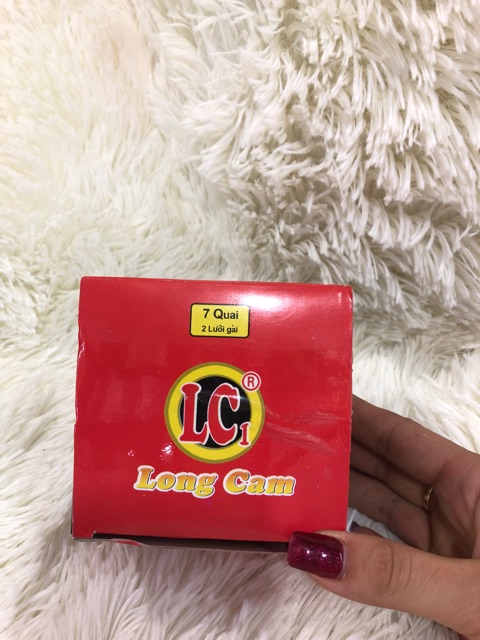 7 Quai
2 Lưỡi gài
LC1 ®
Long Cam